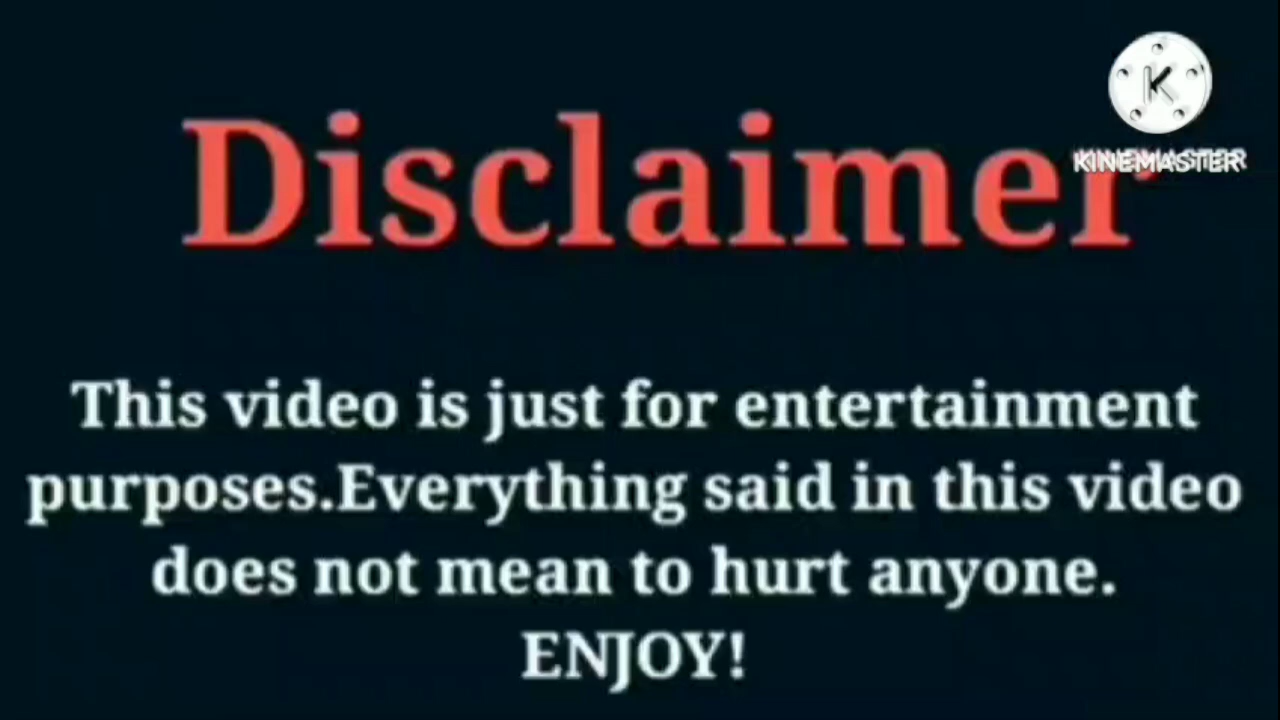 K
KINEMASTER
Disclaimer
This video is just for entertainment
purposes.Everything said in this video
does not mean to hurt anyone.
ENJOY!